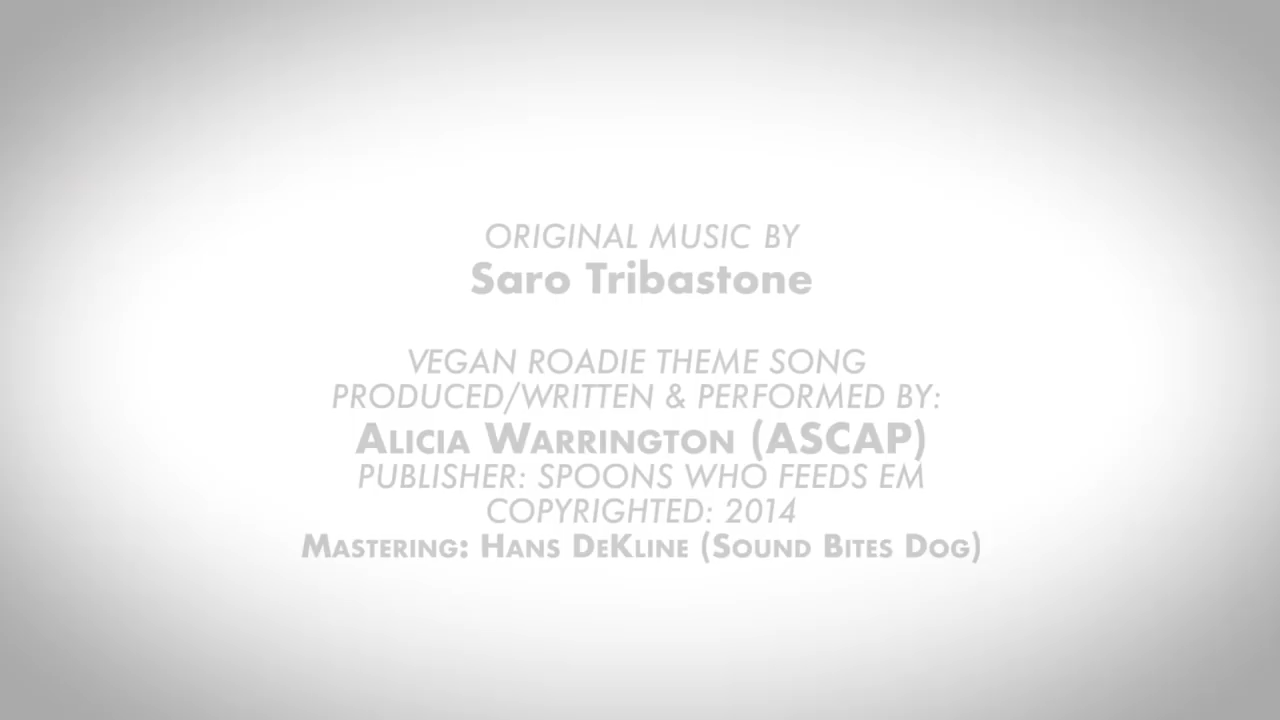 ORIGINAL MUSIC BY
Saro Tribastone
VEGAN ROADIE THEME SONG
PRODUCED/WRITTEN & PERFORMED BY:
ALICIA WARRINGTON (ASCAP)
PUBLISHER: SPOONS WHO FEEDS EM
COPYRIGHTED: 2014
MASTERING: HANS DEKLINE (SOUND BITES DOG)